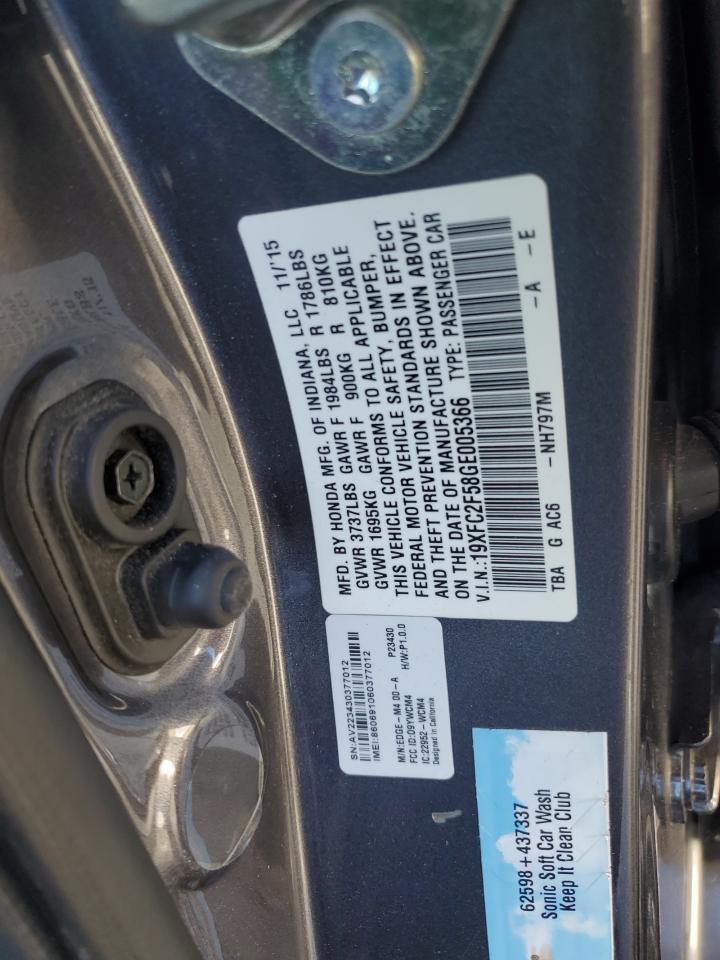 MFD. BY HONDA MFG. OF INDIANA, LLC 11/'15
GVWR 3737LBS GAWR F 1984LBS R 1786LBS
GVWR 1695KG GAWR F 900KG R 810KG
THIS VEHICLE CONFORMS TO ALL APPLICABLE
FEDERAL MOTOR VEHICLE SAFETY, BUMPER,
AND THEFT PREVENTION STANDARDS IN EFFECT
ON THE DATE OF MANUFACTURE SHOWN ABOVE.
V.I.N.:19XFC2F58GE005366 TYPE: PASSENGER CAR
TBA G AC6 -NH797M -A -E
SN:AV223430377012
IMEI:860691060377012
M/N:EDGE-M4 00-A P23430
FCC ID:O9YWCM4 H/W:P1.0.0
IC:22952-WCM4
Designed in California
62598+437337
Sonic Soft Car Wash
Keep It Clean Club